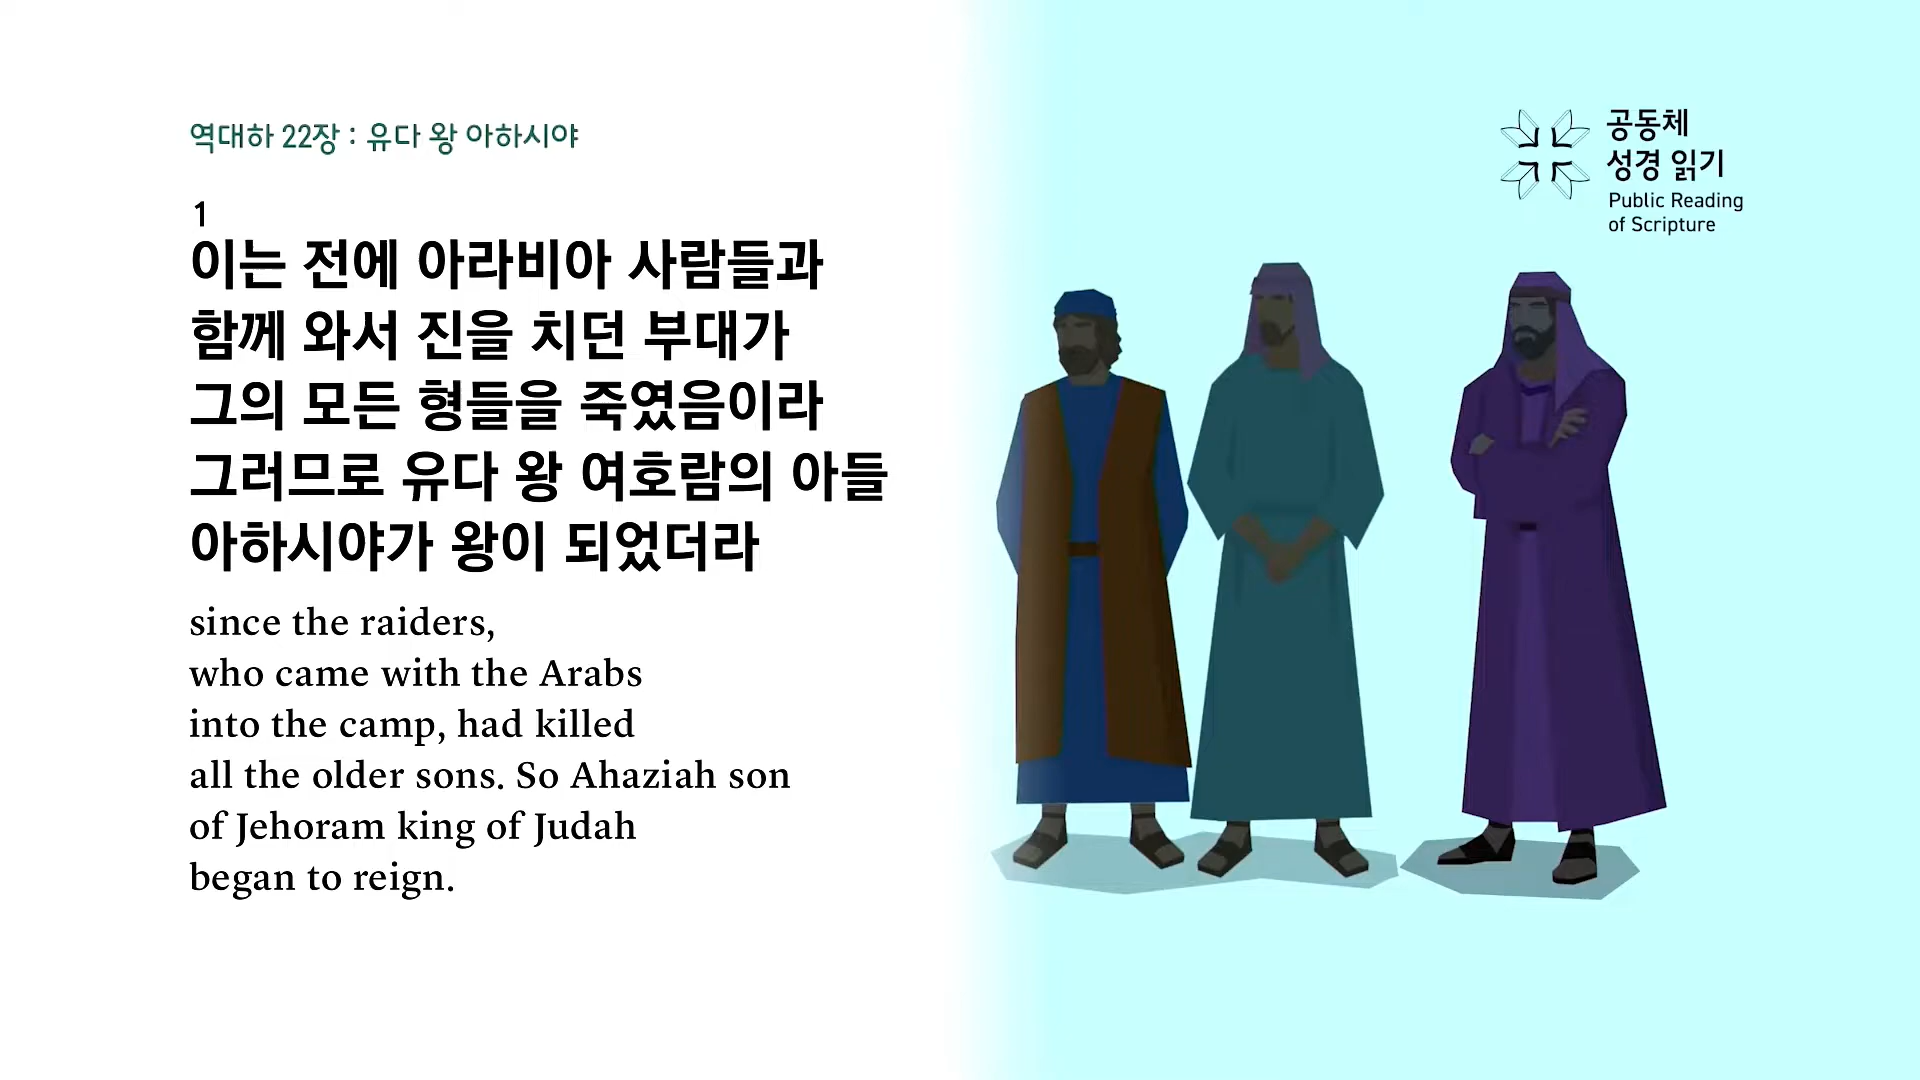 역대하 22장 : 유다 왕 아하시야
1
이는 전에 아라비아 사람들과
함께 와서 진을 치던 부대가
그의 모든 형들을 죽였음이라
그러므로 유다 왕 여호람의 아들
아하시야가 왕이 되었더라
since the raiders,
who came with the Arabs
into the camp, had killed
all the older sons. So Ahaziah son
of Jehoram king of Judah
began to reign.
공동체
성경 읽기
Public Reading
of Scripture